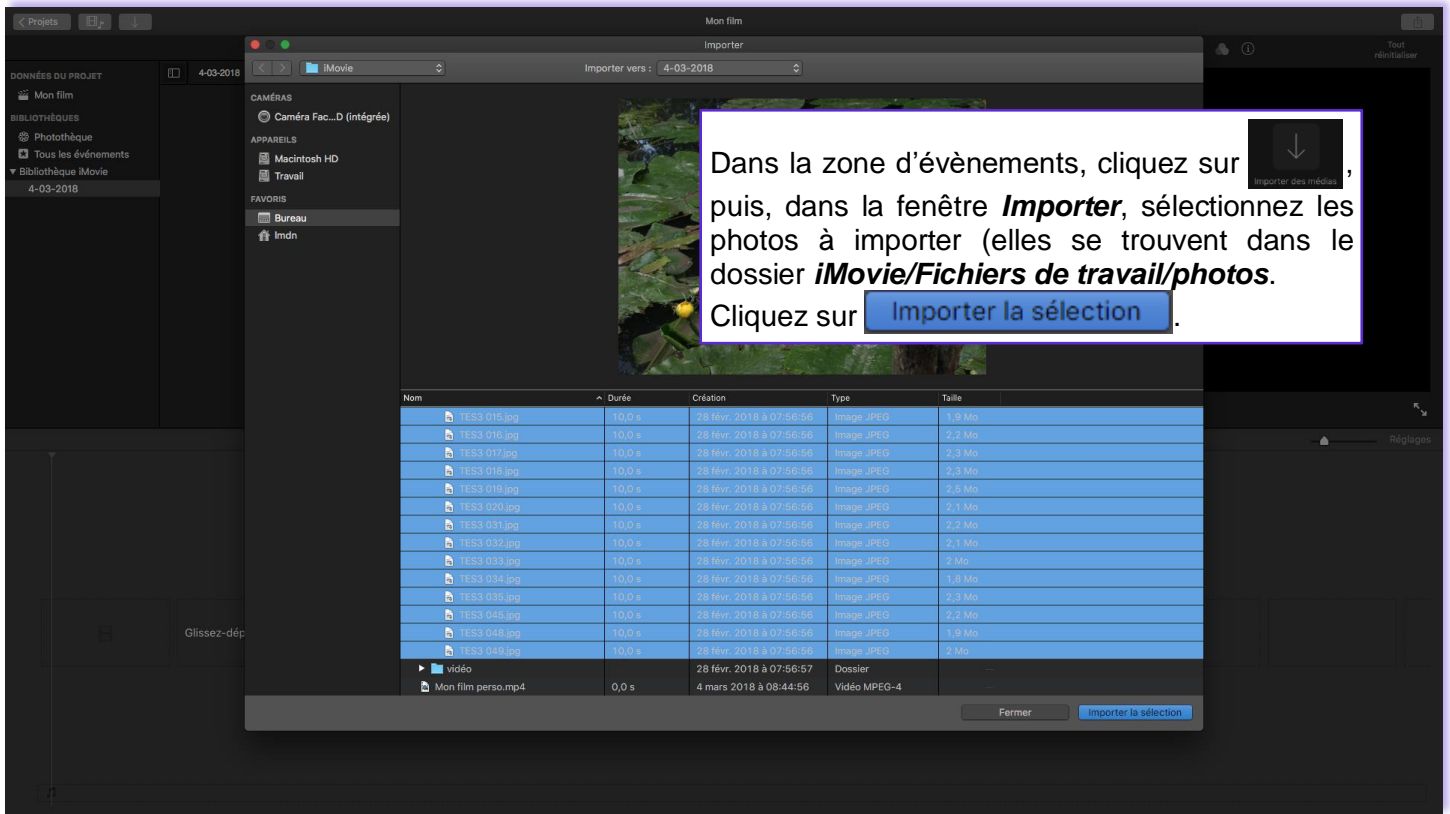 Projets
Mon film
Importer
Tout
réinitialiser
iMovie
Importer vers : 4-03-2018
DONNÉES DU PROJET
4-03-2018
Mon film
BIBLIOTHÈQUES
Photothèque
Tous les événements
Bibliothèque iMovie
4-03-2018
CAMÉRAS
Caméra Fac...D (intégrée)
APPAREILS
Macintosh HD
Travail
FAVORIS
Bureau
lmdn
Dans la zone d’évènements, cliquez sur Importer des médias ,
puis, dans la fenêtre Importer, sélectionnez les
photos à importer (elles se trouvent dans le
dossier iMovie/Fichiers de travail/photos.
Cliquez sur Importer la sélection .
Nom Durée Création Type Taille
TES3 015.jpg 10,0 s 28 févr. 2018 à 07:56:56 Image JPEG 1,9 Mo
TES3 016.jpg 10,0 s 28 févr. 2018 à 07:56:56 Image JPEG 2,2 Mo
TES3 017.jpg 10,0 s 28 févr. 2018 à 07:56:56 Image JPEG 2,3 Mo
TES3 018.jpg 10,0 s 28 févr. 2018 à 07:56:56 Image JPEG 2,3 Mo
TES3 019.jpg 10,0 s 28 févr. 2018 à 07:56:56 Image JPEG 2,5 Mo
TES3 020.jpg 10,0 s 28 févr. 2018 à 07:56:56 Image JPEG 2,1 Mo
TES3 031.jpg 10,0 s 28 févr. 2018 à 07:56:56 Image JPEG 2,2 Mo
TES3 032.jpg 10,0 s 28 févr. 2018 à 07:56:56 Image JPEG 2,1 Mo
TES3 033.jpg 10,0 s 28 févr. 2018 à 07:56:56 Image JPEG 2 Mo
TES3 034.jpg 10,0 s 28 févr. 2018 à 07:56:56 Image JPEG 1,8 Mo
TES3 035.jpg 10,0 s 28 févr. 2018 à 07:56:56 Image JPEG 2,3 Mo
TES3 045.jpg 10,0 s 28 févr. 2018 à 07:56:56 Image JPEG 2,2 Mo
TES3 048.jpg 10,0 s 28 févr. 2018 à 07:56:56 Image JPEG 1,9 Mo
TES3 049.jpg 10,0 s 28 févr. 2018 à 07:56:56 Image JPEG 2 Mo
vidéo 28 févr. 2018 à 07:56:57 Dossier --
Mon film perso.mp4 0,0 s 4 mars 2018 à 08:44:56 Vidéo MPEG-4 --
Réglages
Glissez-dép
Fermer Importer la sélection